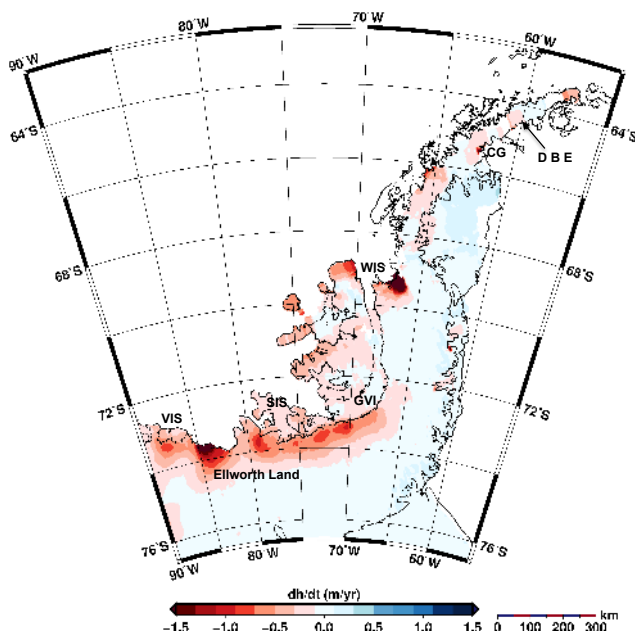 80˚W
70˚W
60˚W
90˚W
64˚S
64˚S
CG
D B E
68˚S
68˚S
WIS
72˚S
72˚S
VIS
SIS
GVI
Ellworth Land
76˚S
76˚S
90˚W
80˚W
70˚W
60˚W
dh/dt (m/yr)
km
−1.5 −1.0 −0.5 0.0 0.5 1.0 1.5
0 100 200 300